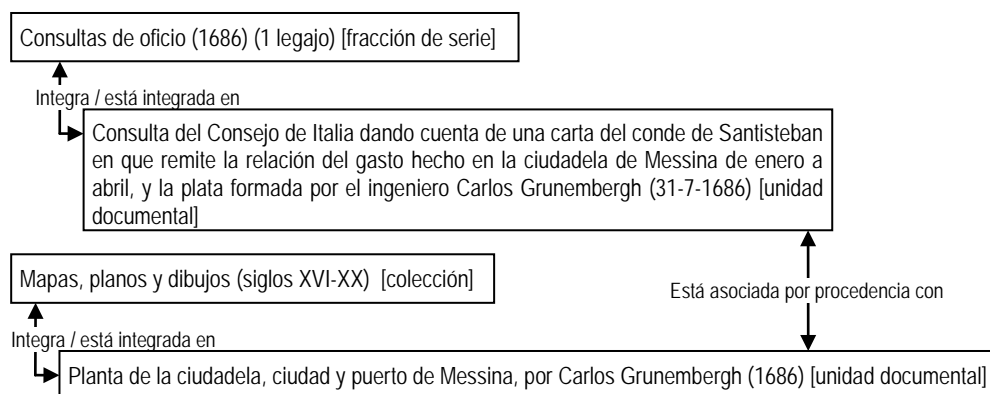 Consultas de oficio (1686) (1 legajo) [fracción de serie]
Integra / está integrada en
Consulta del Consejo de Italia dando cuenta de una carta del conde de Santisteban
en que remite la relación del gasto hecho en la ciudadela de Messina de enero a
abril, y la plata formada por el ingeniero Carlos Grunembergh (31-7-1686) [unidad
documental]
Mapas, planos y dibujos (siglos XVI-XX) [colección]
Está asociada por procedencia con
Integra / está integrada en
Planta de la ciudadela, ciudad y puerto de Messina, por Carlos Grunembergh (1686) [unidad documental]